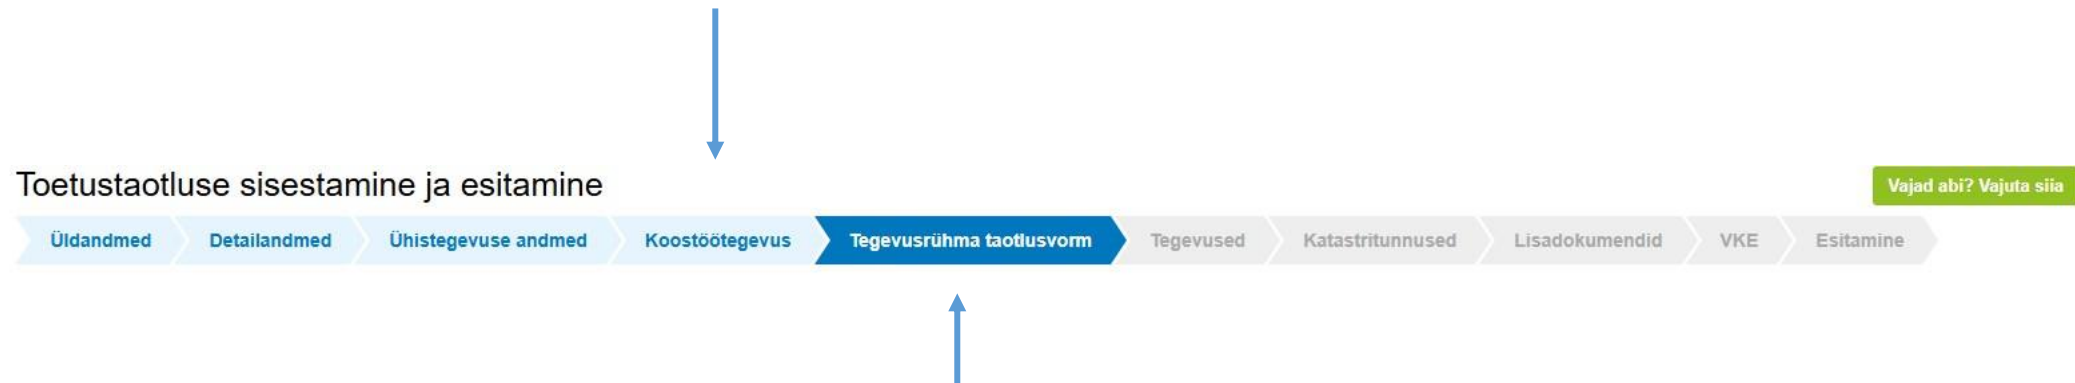 Toetustaotluse sisestamine ja esitamine
Vajad abi? Vajuta siia
Üldandmed Detailandmed Ühistegevuse andmed Koostöötegevus Tegevusrühma taotlusvorm Tegevused Katastritunnused Lisadokumendid VKE Esitamine